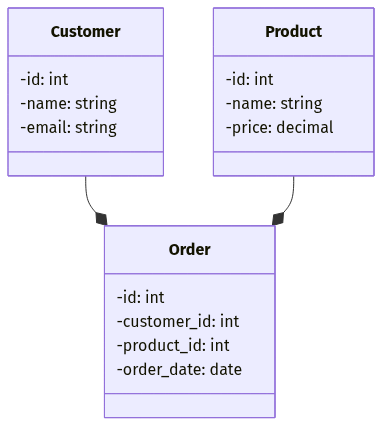 Customer
-id: int
-name: string
-email: string
Product
-id: int
-name: string
-price: decimal
Order
-id: int
-customer_id: int
-product_id: int
-order_date: date